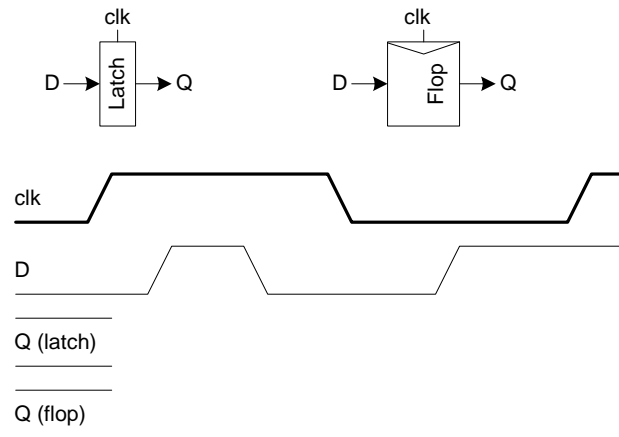 clk
clk
D
Latch
Q
D
Flop
Q
clk
D
Q (latch)
Q (flop)